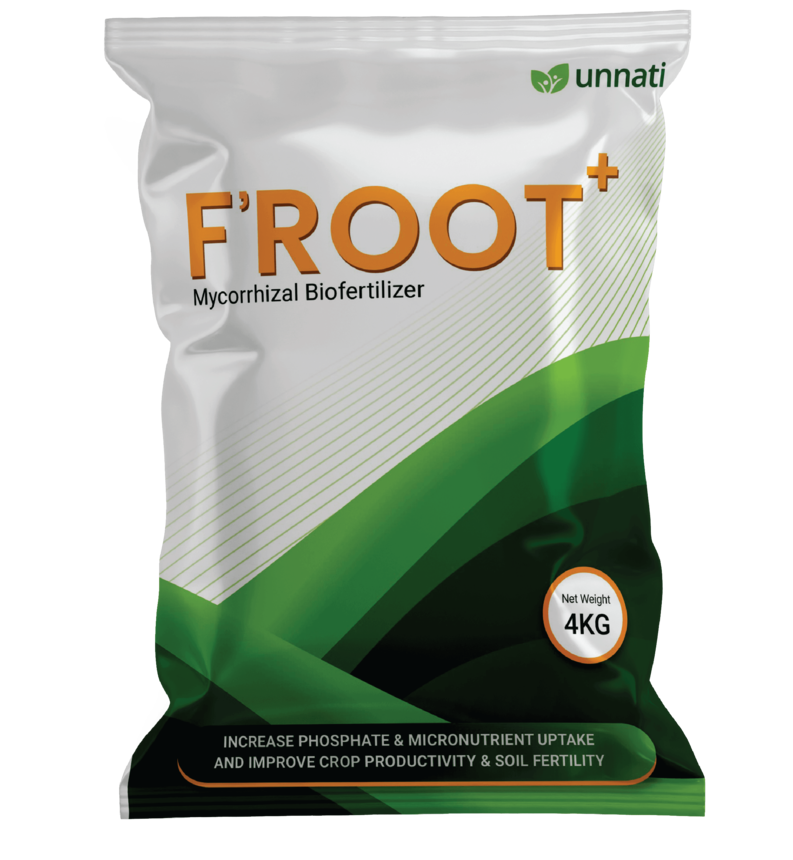 unnati
F'ROOT+
Mycorrhizal Biofertilizer
Net Weight
4KG
INCREASE PHOSPHATE & MICRONUTRIENT UPTAKE
AND IMPROVE CROP PRODUCTIVITY & SOIL FERTILITY